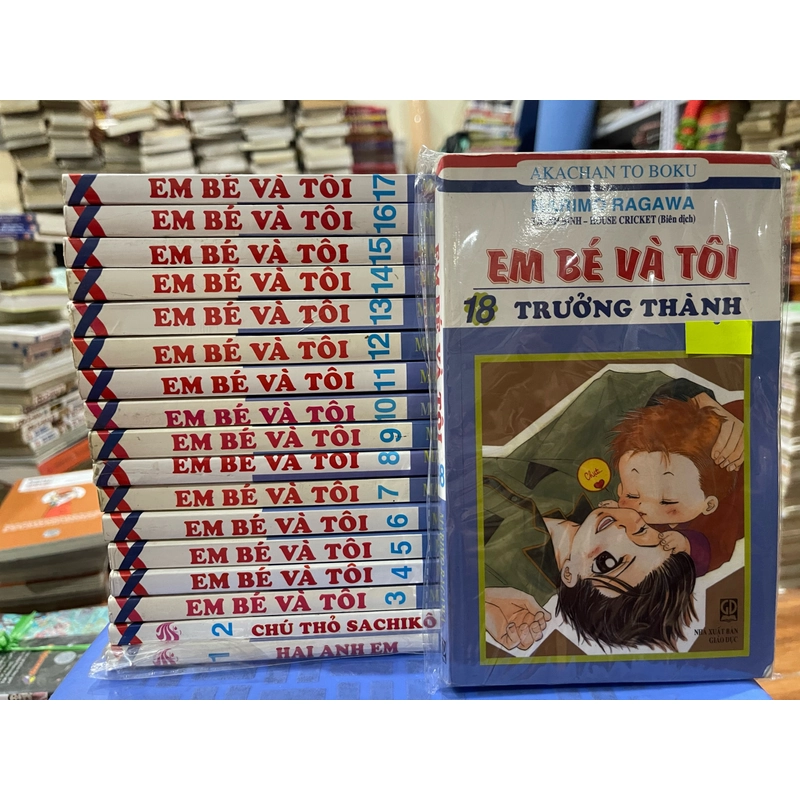 EM BÉ VÀ TÔI 17
EM BÉ VÀ TÔI 16
EM BÉ VÀ TÔI 15
EM BÉ VÀ TÔI 14
EM BÉ VÀ TÔI 13
EM BÉ VÀ TÔI 12
EM BÉ VÀ TÔI 11
EM BÉ VÀ TÔI 10
EM BÉ VÀ TÔI 9
EM BÉ VÀ TÔI 8
EM BÉ VÀ TÔI 7
EM BÉ VÀ TÔI 6
EM BÉ VÀ TÔI 5
EM BÉ VÀ TÔI 4
EM BÉ VÀ TÔI 3
2 CHÚ THỎ SACHIKÔ
1 HAI ANH EM
AKACHAN TO BOKU
RAGAWA
HOUSE CRICKET (Biên dịch)
EM BÉ VÀ TÔI
18 TRƯỞNG THÀNH
Chụt
GD
NHÀ XUẤT BẢN
GIÁO DỤC